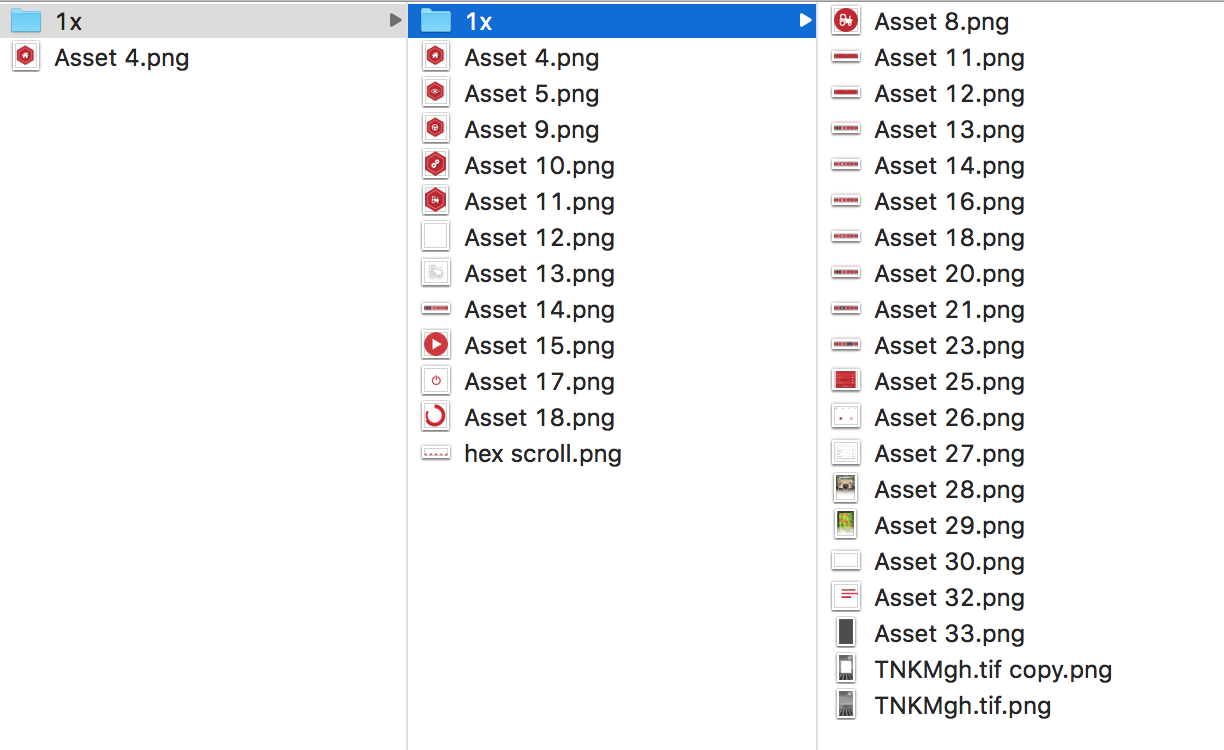 1x
Asset 4.png
1x
Asset 4.png
Asset 5.png
Asset 9.png
Asset 10.png
Asset 11.png
Asset 12.png
Asset 13.png
Asset 14.png
Asset 15.png
Asset 17.png
Asset 18.png
hex scroll.png
Asset 8.png
Asset 11.png
Asset 12.png
Asset 13.png
Asset 14.png
Asset 16.png
Asset 18.png
Asset 20.png
Asset 21.png
Asset 23.png
Asset 25.png
Asset 26.png
Asset 27.png
Asset 28.png
Asset 29.png
Asset 30.png
Asset 32.png
Asset 33.png
TNKMgh.tif copy.png
TNKMgh.tif.png